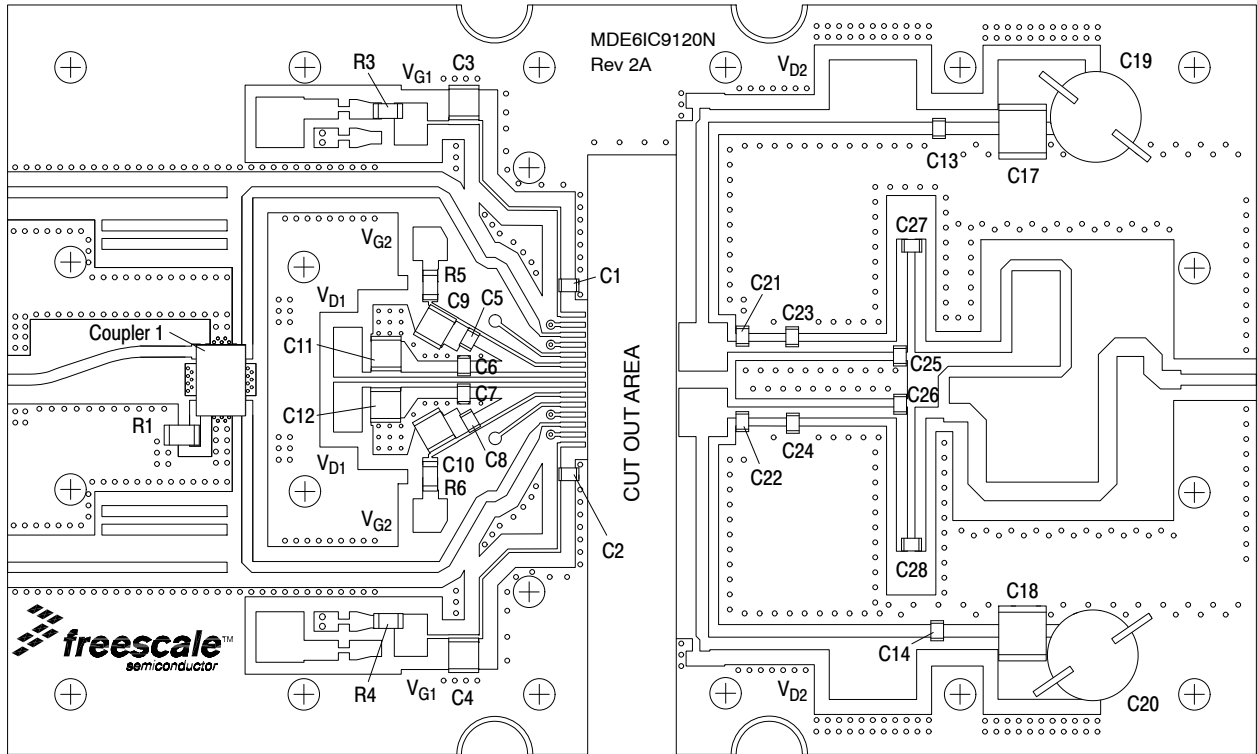 MDE6IC9120N
Rev 2A
R3
VG1
C3
VD2
C19
C13
C17
VG2
VD1
R5
C9
C5
C1
C27
C21
C23
Coupler 1
C11
C6
C25
C7
C26
C12
R1
C10
C8
C22
C24
VD1
R6
VG2
C2
C28
CUT OUT AREA
C18
C14
freescale™
semiconductor
R4
VG1
C4
VD2
C20